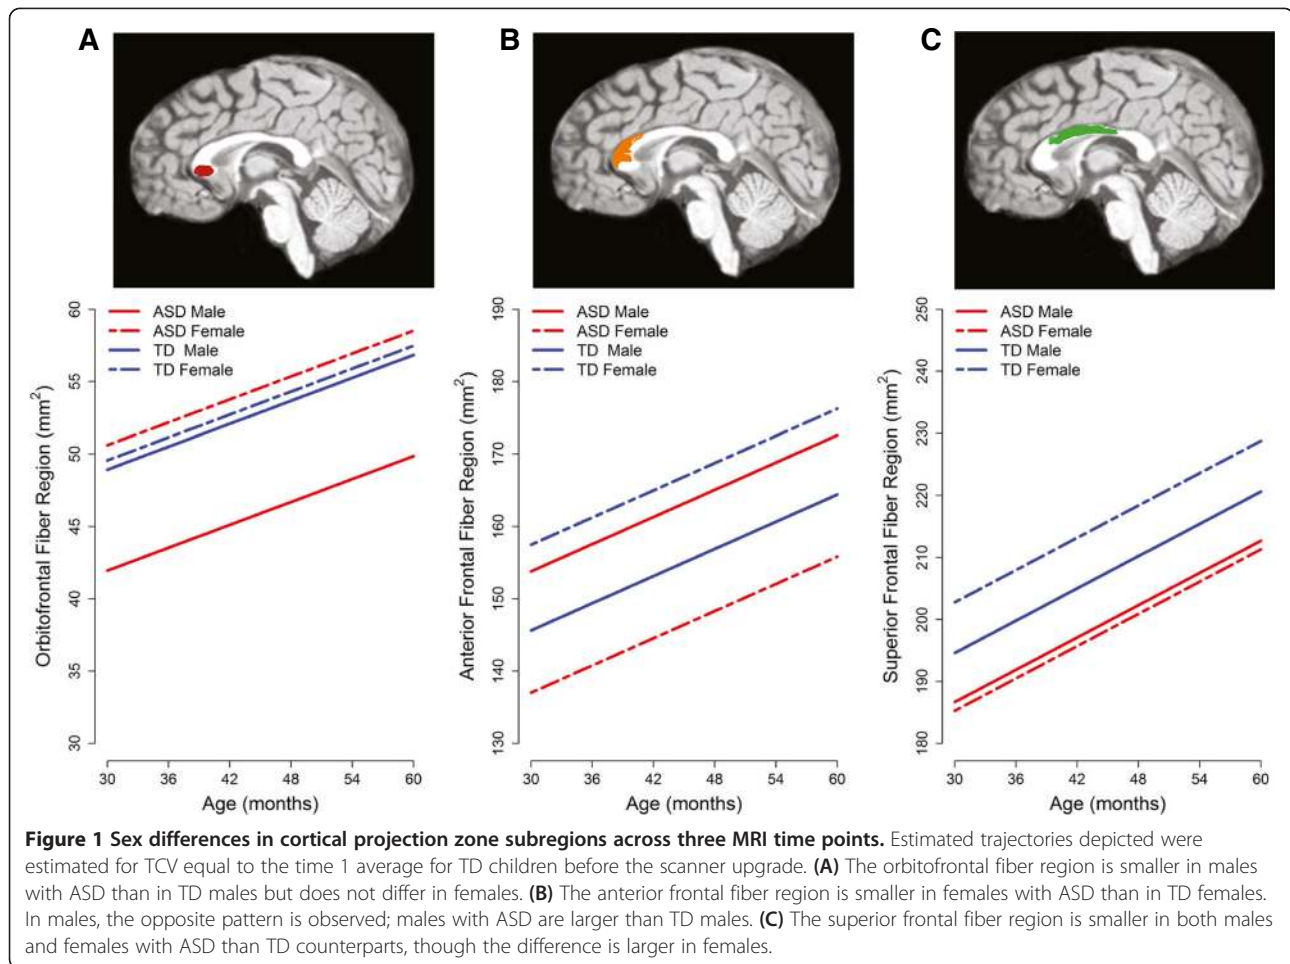 A
B
C
ASD Male
ASD Female
TD Male
TD Female
Orbitofrontal Fiber Region (mm²)
60
55
50
45
40
35
30
30 36 42 48 54 60
Age (months)
ASD Male
ASD Female
TD Male
TD Female
Anterior Frontal Fiber Region (mm²)
190
180
170
160
150
140
130
30 36 42 48 54 60
Age (months)
ASD Male
ASD Female
TD Male
TD Female
Superior Frontal Fiber Region (mm²)
250
240
230
220
210
200
190
180
30 36 42 48 54 60
Age (months)
Figure 1 Sex differences in cortical projection zone subregions across three MRI time points. Estimated trajectories depicted were
estimated for TCV equal to the time 1 average for TD children before the scanner upgrade. (A) The orbitofrontal fiber region is smaller in males
with ASD than in TD males but does not differ in females. (B) The anterior frontal fiber region is smaller in females with ASD than in TD females.
In males, the opposite pattern is observed; males with ASD are larger than TD males. (C) The superior frontal fiber region is smaller in both males
and females with ASD than TD counterparts, though the difference is larger in females.